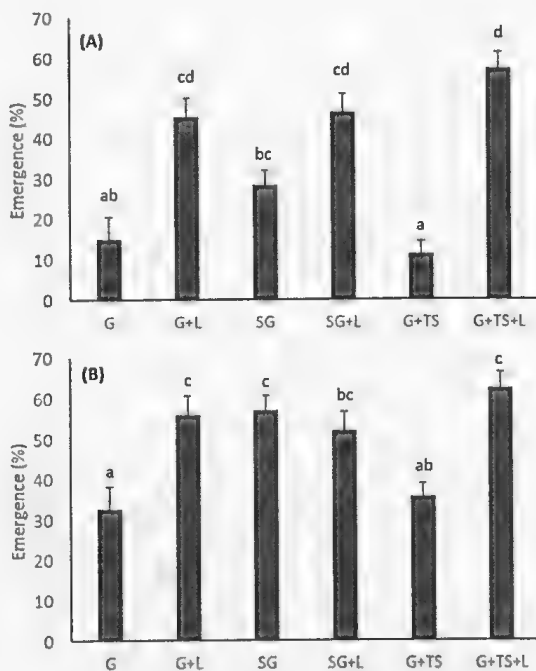 70
(A)
d
60
cd
cd
50
40
bc
30
ab
20
a
10
0
Emergence (%)
G G+L SG SG+L G+TS G+TS+L
70
(B)
c
c
c
60
bc
50
a
ab
40
30
20
10
0
Emergence (%)
G G+L SG SG+L G+TS G+TS+L